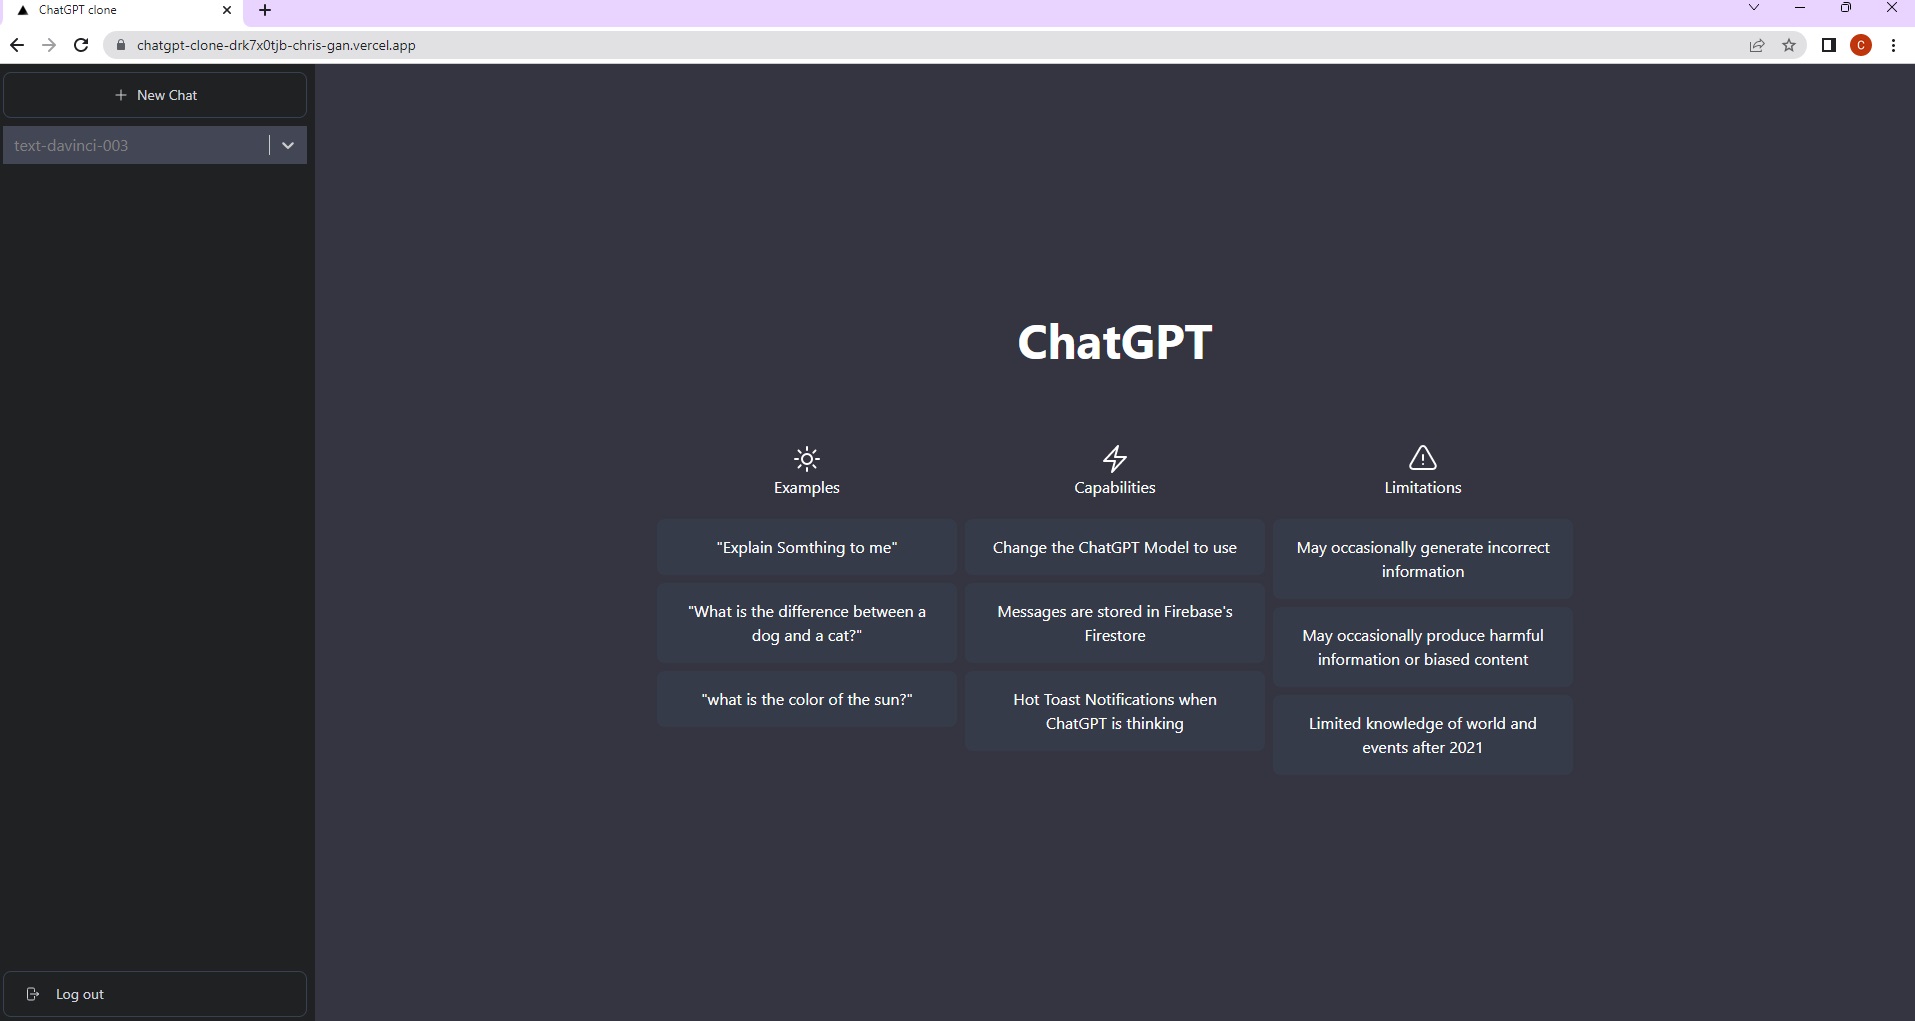 ChatGPT clone
chatgpt-clone-drk7x0tjb-chris-gan.vercel.app
C
New Chat
text-davinci-003
ChatGPT
Examples
"Explain Somthing to me"
"What is the difference between a
dog and a cat?"
"what is the color of the sun?"
Capabilities
Change the ChatGPT Model to use
Messages are stored in Firebase's
Firestore
Hot Toast Notifications when
ChatGPT is thinking
Limitations
May occasionally generate incorrect
information
May occasionally produce harmful
information or biased content
Limited knowledge of world and
events after 2021
Log out